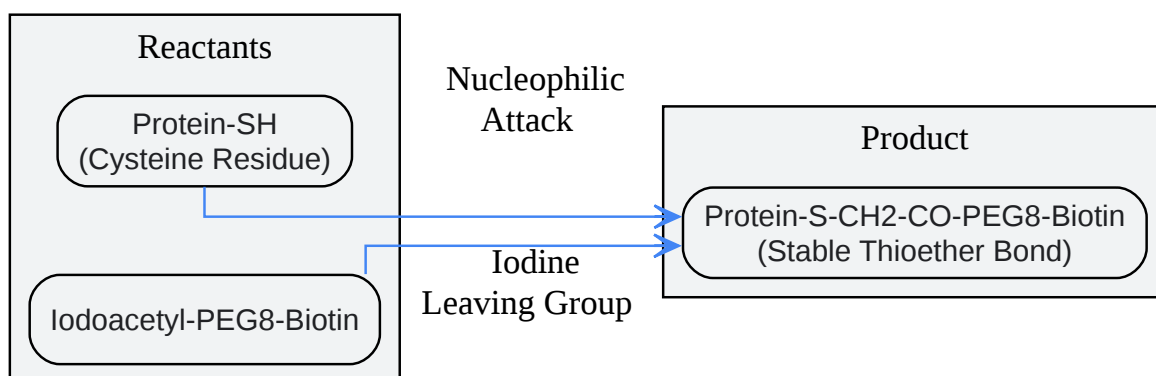 Reactants
Protein-SH
(Cysteine Residue)
Iodoacetyl-PEG8-Biotin
Nucleophilic
Attack
Iodine
Leaving Group
Product
Protein-S-CH2-CO-PEG8-Biotin
(Stable Thioether Bond)